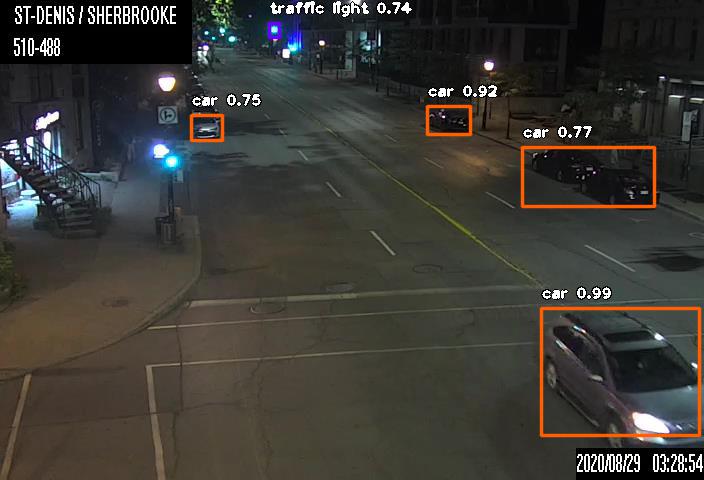 ST-DENIS / SHERBROOKE
510-488
traffic light 0.74
car 0.75
car 0.92
car 0.77
car 0.99
2020/08/29 03:28:54